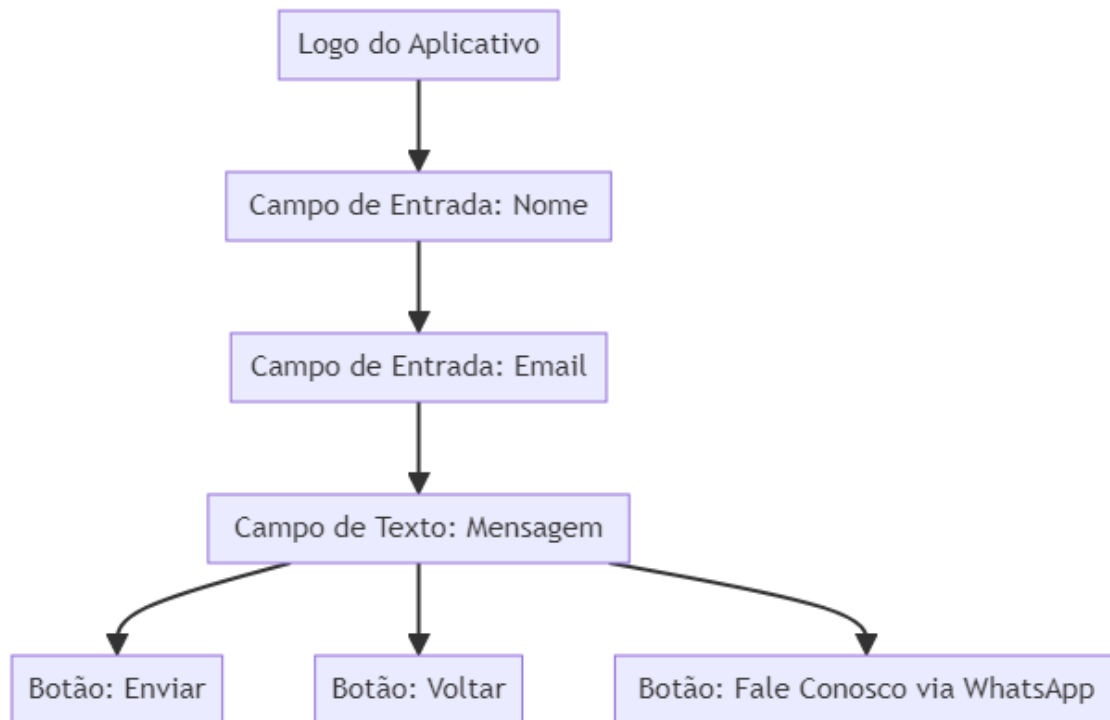 Logo do Aplicativo
Campo de Entrada: Nome
Campo de Entrada: Email
Campo de Texto: Mensagem
Botão: Enviar
Botão: Voltar
Botão: Fale Conosco via WhatsApp